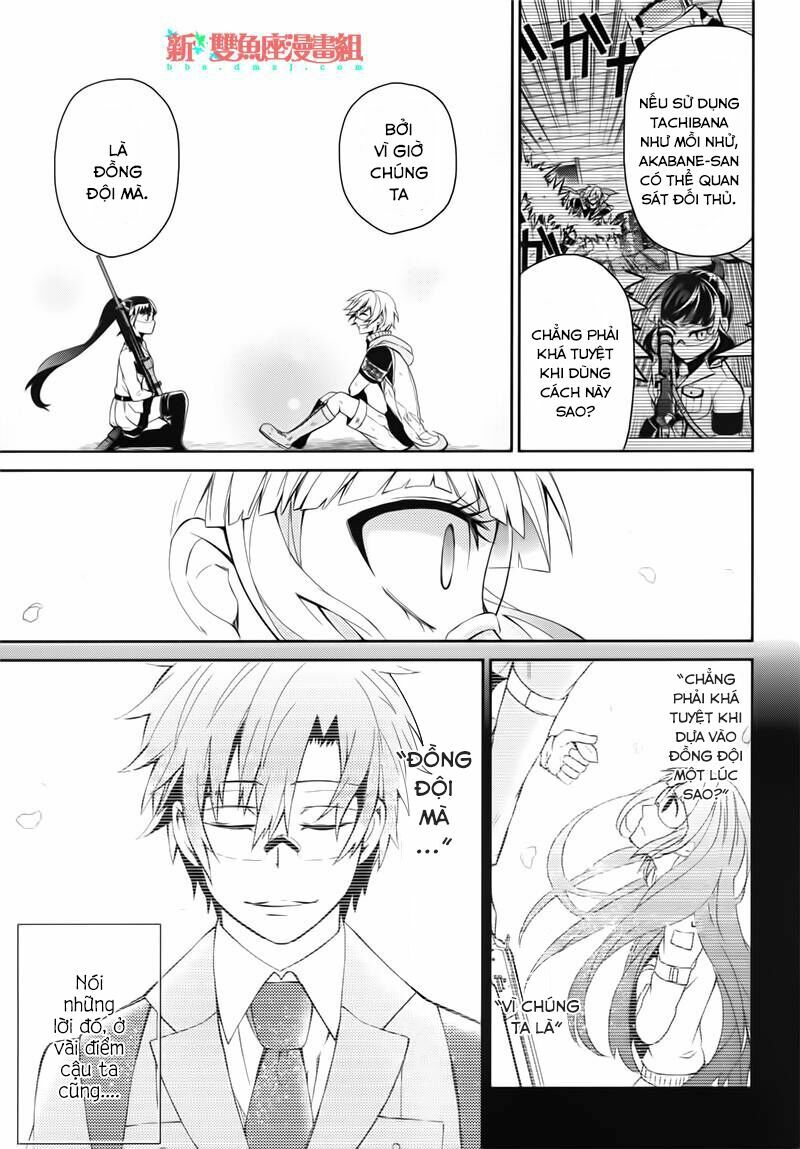 新✦雙魚座漫畫組
bbs.dmzj.com
NẾU SỬ DỤNG
TACHIBANA
NHƯ MỒI NHỬ,
AKABANE-SAN
CÓ THỂ QUAN
SÁT ĐỐI THỦ.
CHẲNG PHẢI
KHÁ TUYỆT
KHI DÙNG
CÁCH NÀY
SAO?
BỞI
VÌ GIỜ
CHÚNG
TA
LÀ
ĐỒNG
ĐỘI MÀ.
"CHẲNG
PHẢI KHÁ
TUYỆT KHI
DỰA VÀO
ĐỒNG ĐỘI
MỘT LÚC
SAO?"
"VÌ CHÚNG
TA LÀ"
"ĐỒNG
ĐỘI
MÀ
..."
Nói
những
lời đó, ở
vài điểm
cậu ta
cũng....